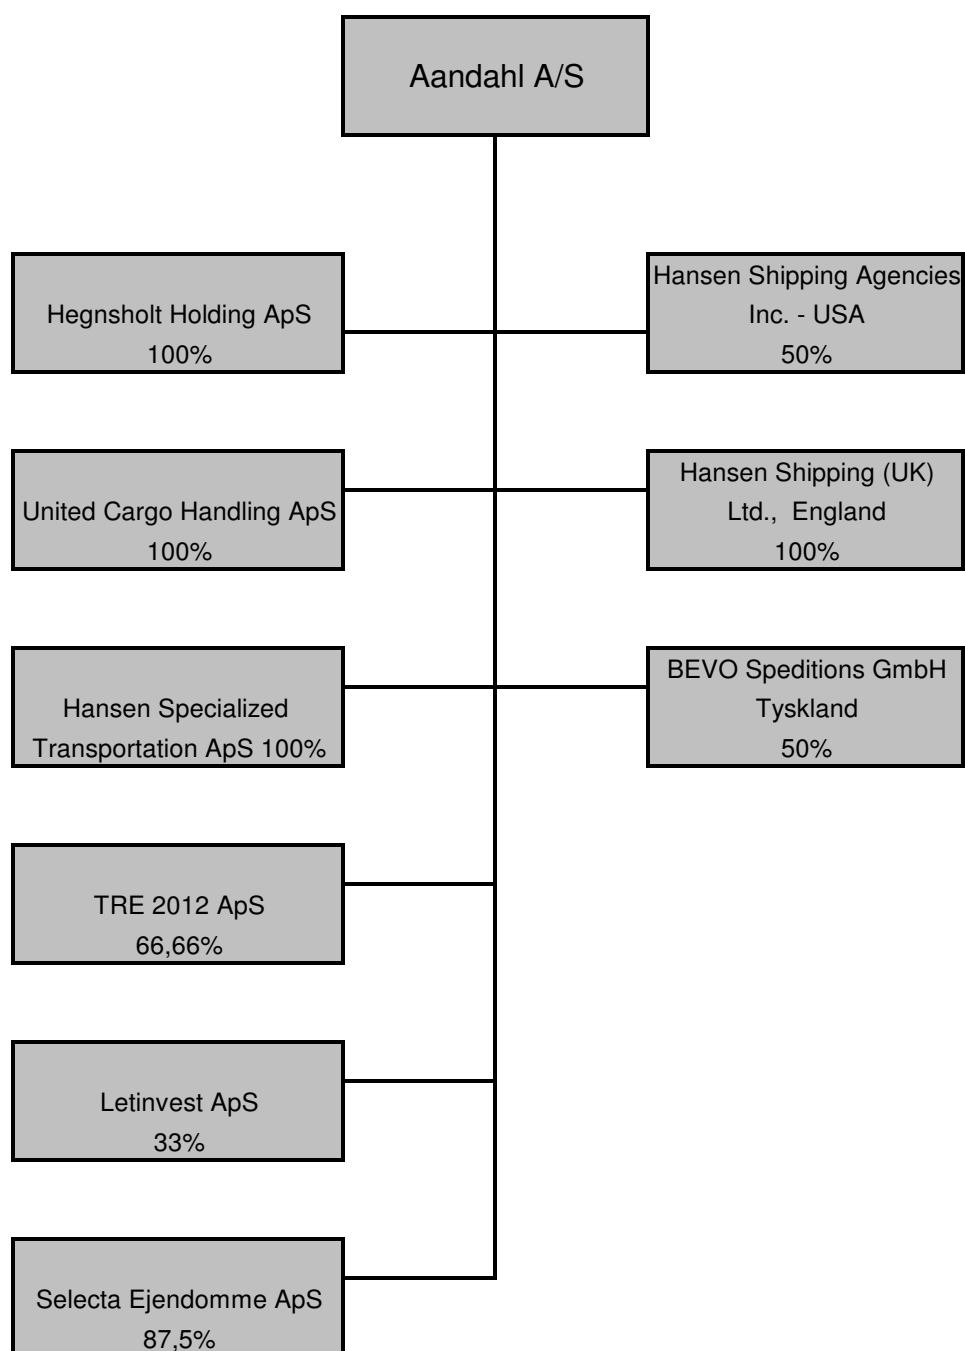 Aandahl A/S
Hegnsholt Holding ApS
100%
Hansen Shipping Agencies
Inc. - USA
50%
United Cargo Handling ApS
100%
Hansen Shipping (UK)
Ltd., England
100%
Hansen Specialized
Transportation ApS 100%
BEVO Speditions GmbH
Tyskland
50%
TRE 2012 ApS
66,66%
Letinvest ApS
33%
Selecta Ejendomme ApS
87,5%